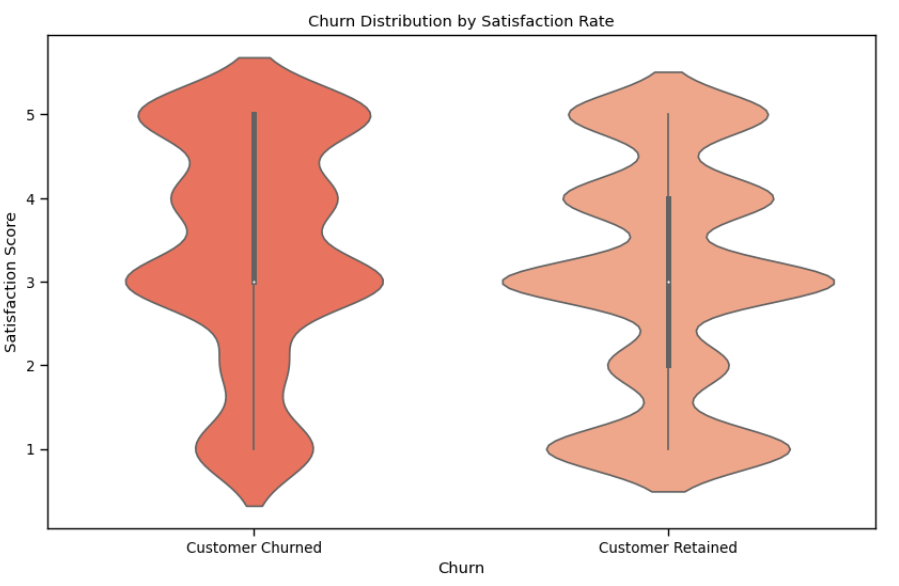 Churn Distribution by Satisfaction Rate
Satisfaction Score
5
4
3
2
1
Customer Churned
Customer Retained
Churn